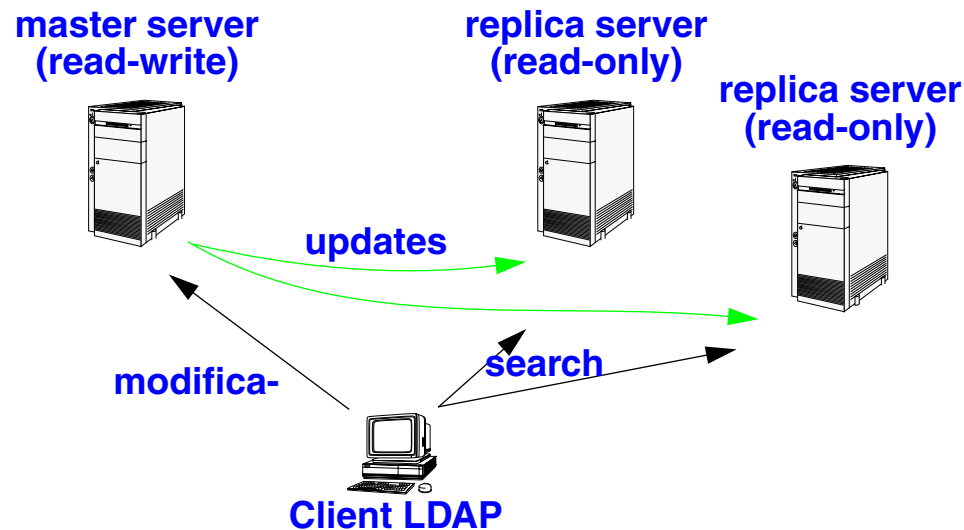 master server
(read-write)
replica server
(read-only)
replica server
(read-only)
updates
modifica-
search
Client LDAP